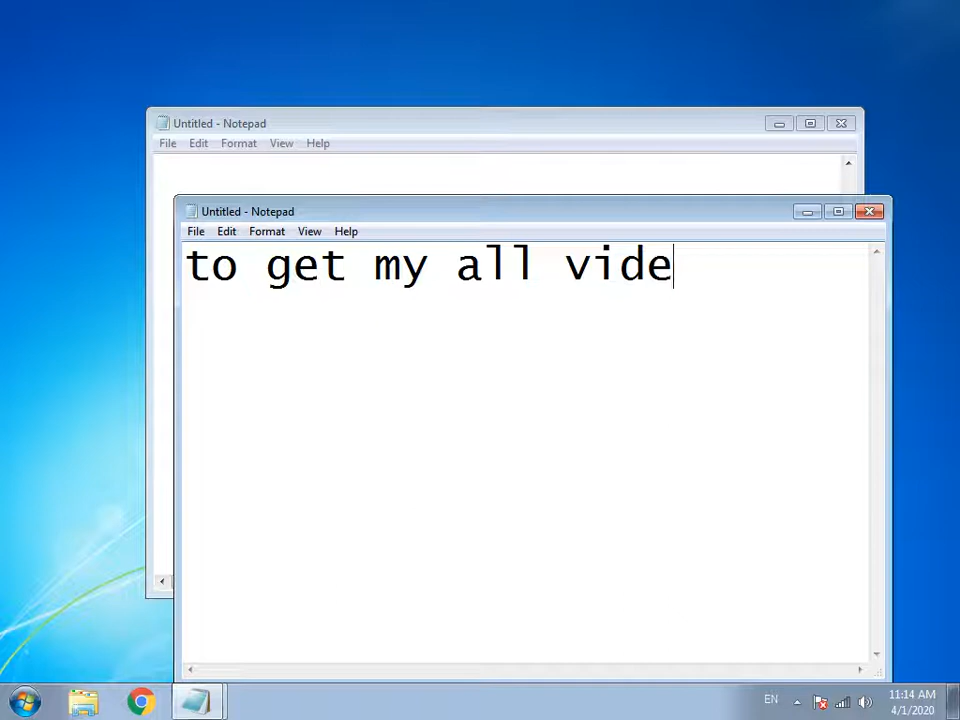 Untitled - Notepad
File Edit Format View Help
Untitled - Notepad
File Edit Format View Help
to get my all vide
EN
11:14 AM
4/1/2020